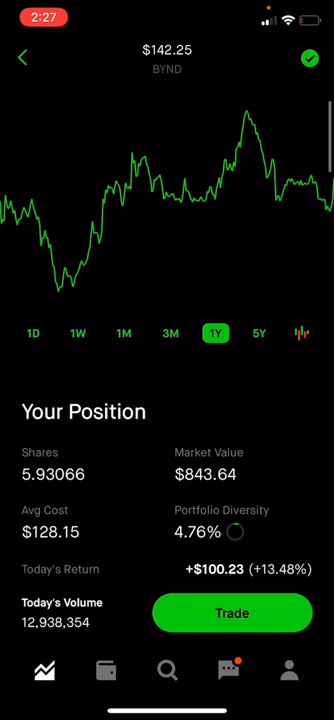 2:27
$142.25
BYND
1D 1W 1M 3M 1Y 5Y
Your Position
Shares Market Value
5.93066 $843.64
Avg Cost Portfolio Diversity
$128.15 4.76%
Today's Return +$100.23 (+13.48%)
Today's Volume
12,938,354
Trade